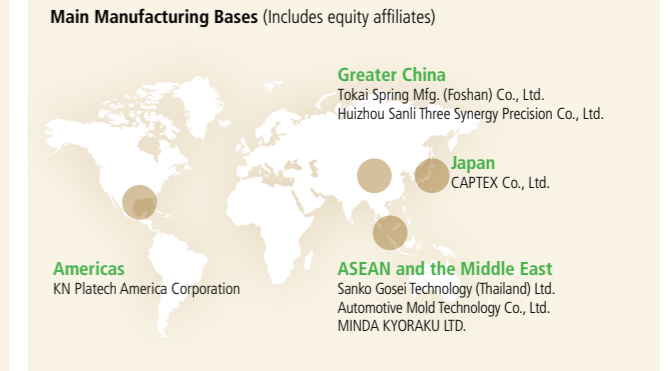 Main Manufacturing Bases (Includes equity affiliates)
Greater China
Tokai Spring Mfg. (Foshan) Co., Ltd.
Huizhou Sanli Three Synergy Precision Co., Ltd.
Japan
CAPTEX Co., Ltd.
Americas
KN Platech America Corporation
ASEAN and the Middle East
Sanko Gosei Technology (Thailand) Ltd.
Automotive Mold Technology Co., Ltd.
MINDA KYORAKU LTD.